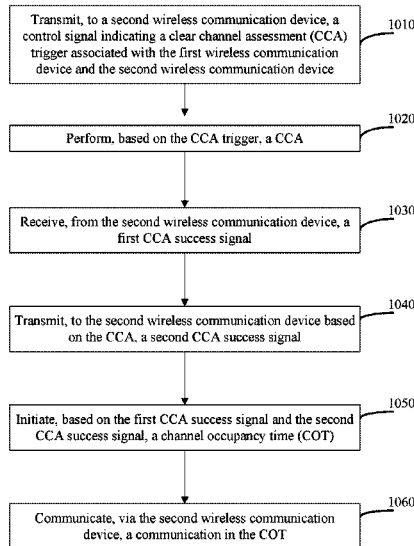 Transmit, to a second wireless communication device, a
control signal indicating a clear channel assessment (CCA)
trigger associated with the first wireless communication
device and the second wireless communication device
1010
Perform, based on the CCA trigger, a CCA
1020
Receive, from the second wireless communication device, a
first CCA success signal
1030
Transmit, to the second wireless communication device based
on the CCA, a second CCA success signal
1040
Initiate, based on the first CCA success signal and the second
CCA success signal, a channel occupancy time (COT)
1050
Communicate, via the second wireless communication
device, a communication in the COT
1060